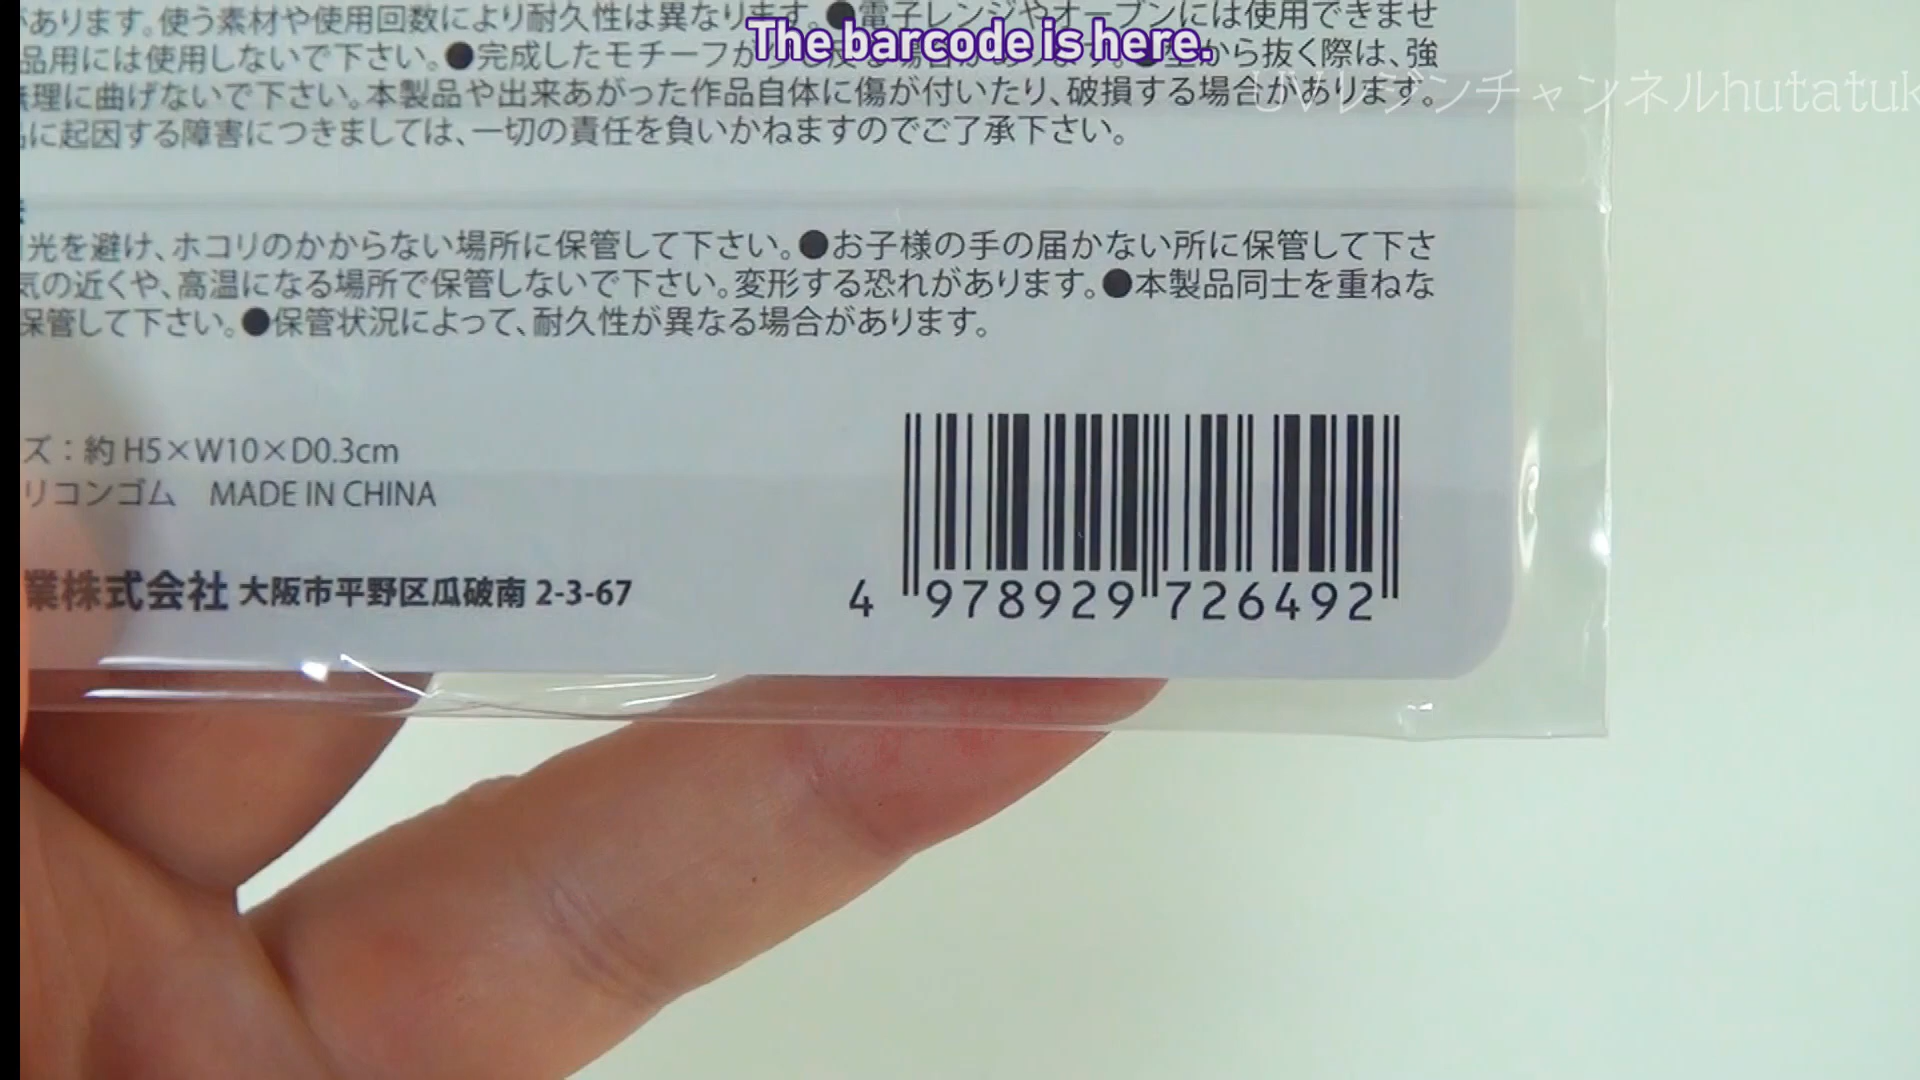 があります。使う素材や使用回数により耐久性は異なります。●電子レンジやオーブンには使用できませ
The barcode is here.
品用には使用しないで下さい。●完成したモチーフが から抜く際は、強
無理に曲げないで下さい。本製品や出来あがった作品自体に傷が付いたり、破損する場合があります。
UVレジンチャンネルhutatuk
に起因する障害につきましては、一切の責任を負いかねますのでご了承下さい。
光を避け、ホコリのかからない場所に保管して下さい。●お子様の手の届かない所に保管して下さ
気の近くや、高温になる場所で保管しないで下さい。変形する恐れがあります。●本製品同士を重ねな
保管して下さい。●保管状況によって、耐久性が異なる場合があります。
ズ：約 H5×W10×D0.3cm
リコンゴム MADE IN CHINA
業株式会社 大阪市平野区瓜破南 2-3-67
4 978929 726492